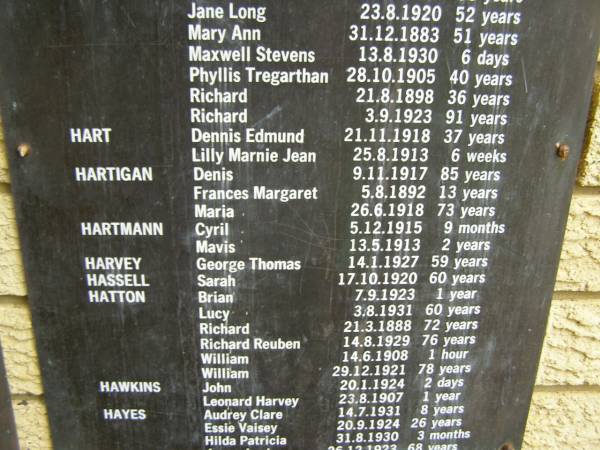 years
Jane Long 23.8.1920 52 years
Mary Ann 31.12.1883 51 years
Maxwell Stevens 13.8.1930 6 days
Phyllis Tregarthan 28.10.1905 40 years
Richard 21.8.1898 36 years
Richard 3.9.1923 91 years
HART Dennis Edmund 21.11.1918 37 years
Lilly Marnie Jean 25.8.1913 6 weeks
HARTIGAN Denis 9.11.1917 85 years
Frances Margaret 5.8.1892 13 years
Maria 26.6.1918 73 years
HARTMANN Cyril 5.12.1915 9 months
Mavis 13.5.1913 2 years
HARVEY George Thomas 14.1.1927 59 years
HASSELL Sarah 17.10.1920 60 years
HATTON Brian 7.9.1923 1 year
Lucy 3.8.1931 60 years
Richard 21.3.1888 72 years
Richard Reuben 14.8.1929 76 years
William 14.6.1908 1 hour
William 29.12.1921 78 years
HAWKINS John 20.1.1924 2 days
Leonard Harvey 23.8.1907 1 year
HAYES Audrey Clare 14.7.1931 8 years
Essie Vaisey 20.9.1924 26 years
Hilda Patricia 31.8.1930 3 months
26.12.1923 68 years